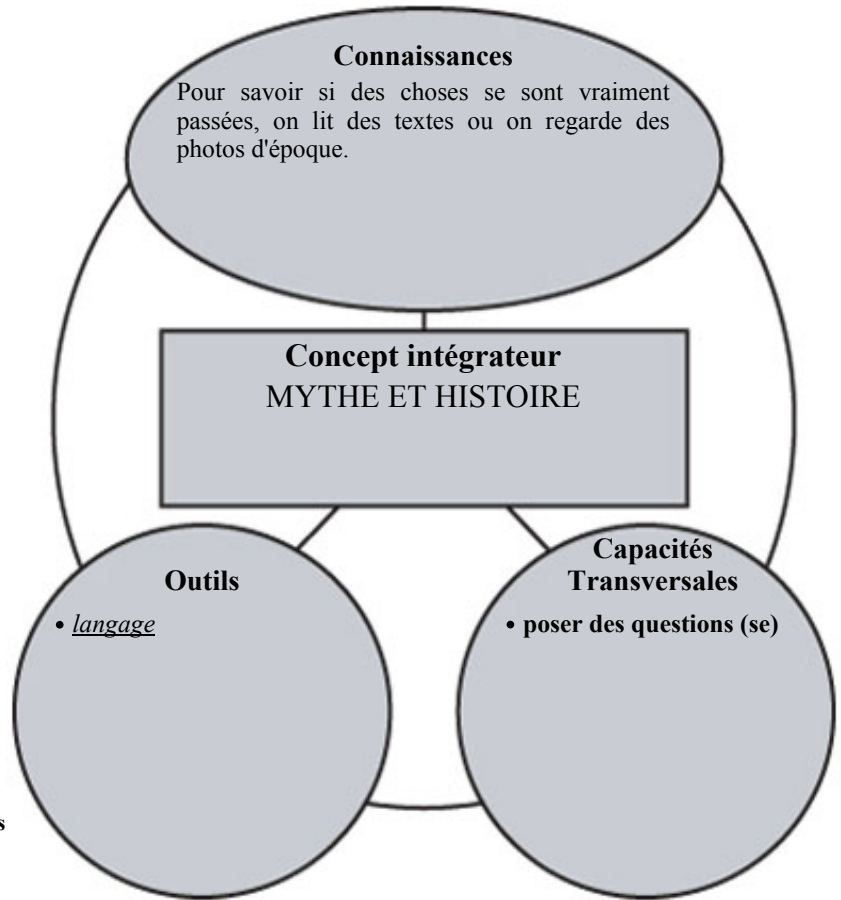 Connaissances
Pour savoir si des choses se sont vraiment
passées, on lit des textes ou on regarde des
photos d'époque.
Concept intégrateur
MYTHE ET HISTOIRE
Outils
• langage
Capacités
Transversales
• poser des questions (se)
s